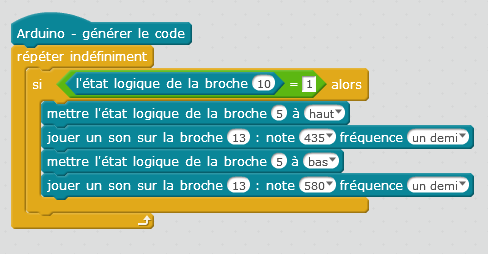 Arduino - générer le code
répéter indéfiniment
si l'état logique de la broche 10 = 1 alors
mettre l'état logique de la broche 5 à haut
jouer un son sur la broche 13 : note 435 fréquence un demi
mettre l'état logique de la broche 5 à bas
jouer un son sur la broche 13 : note 580 fréquence un demi